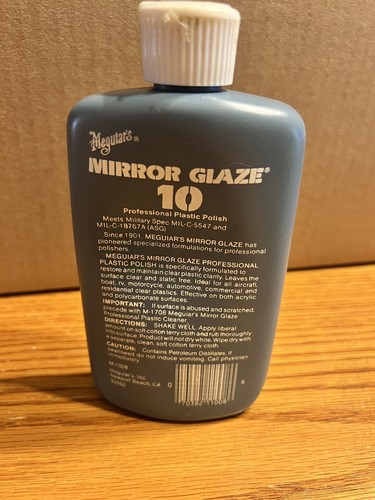 Meguiar's®
MIRROR GLAZE®
10
Professional Plastic Polish
Meets Military Spec MIL-C-5547 and
MIL-C-18767A (ASG)
Since 1901, MEGUIAR'S MIRROR GLAZE has
pioneered specialized formulations for professional
polishers.
MEGUIAR'S MIRROR GLAZE PROFESSIONAL
PLASTIC POLISH is specifically formulated to
restore and maintain clear plastic clarity. Leaves the
surface clear and static free. Ideal for all aircraft,
boat, rv, motorcycle, automotive, commercial and
residential clear plastics. Effective on both acrylic
and polycarbonate surfaces.
IMPORTANT: If surface is abused and scratched,
precede with M-1708 Meguiar's Mirror Glaze
Professional Plastic Cleaner.
DIRECTIONS: SHAKE WELL. Apply liberal
amount on soft cotton terry cloth and rub thoroughly
into surface. Product will not dry white. Wipe dry with
a separate, clean, soft cotton terry cloth.
CAUTION: Contains Petroleum Distillates. If
swallowed do not induce vomiting. Call physician
immediately.
M-1008
Meguiar's, Inc.
Newport Beach, CA
0
6